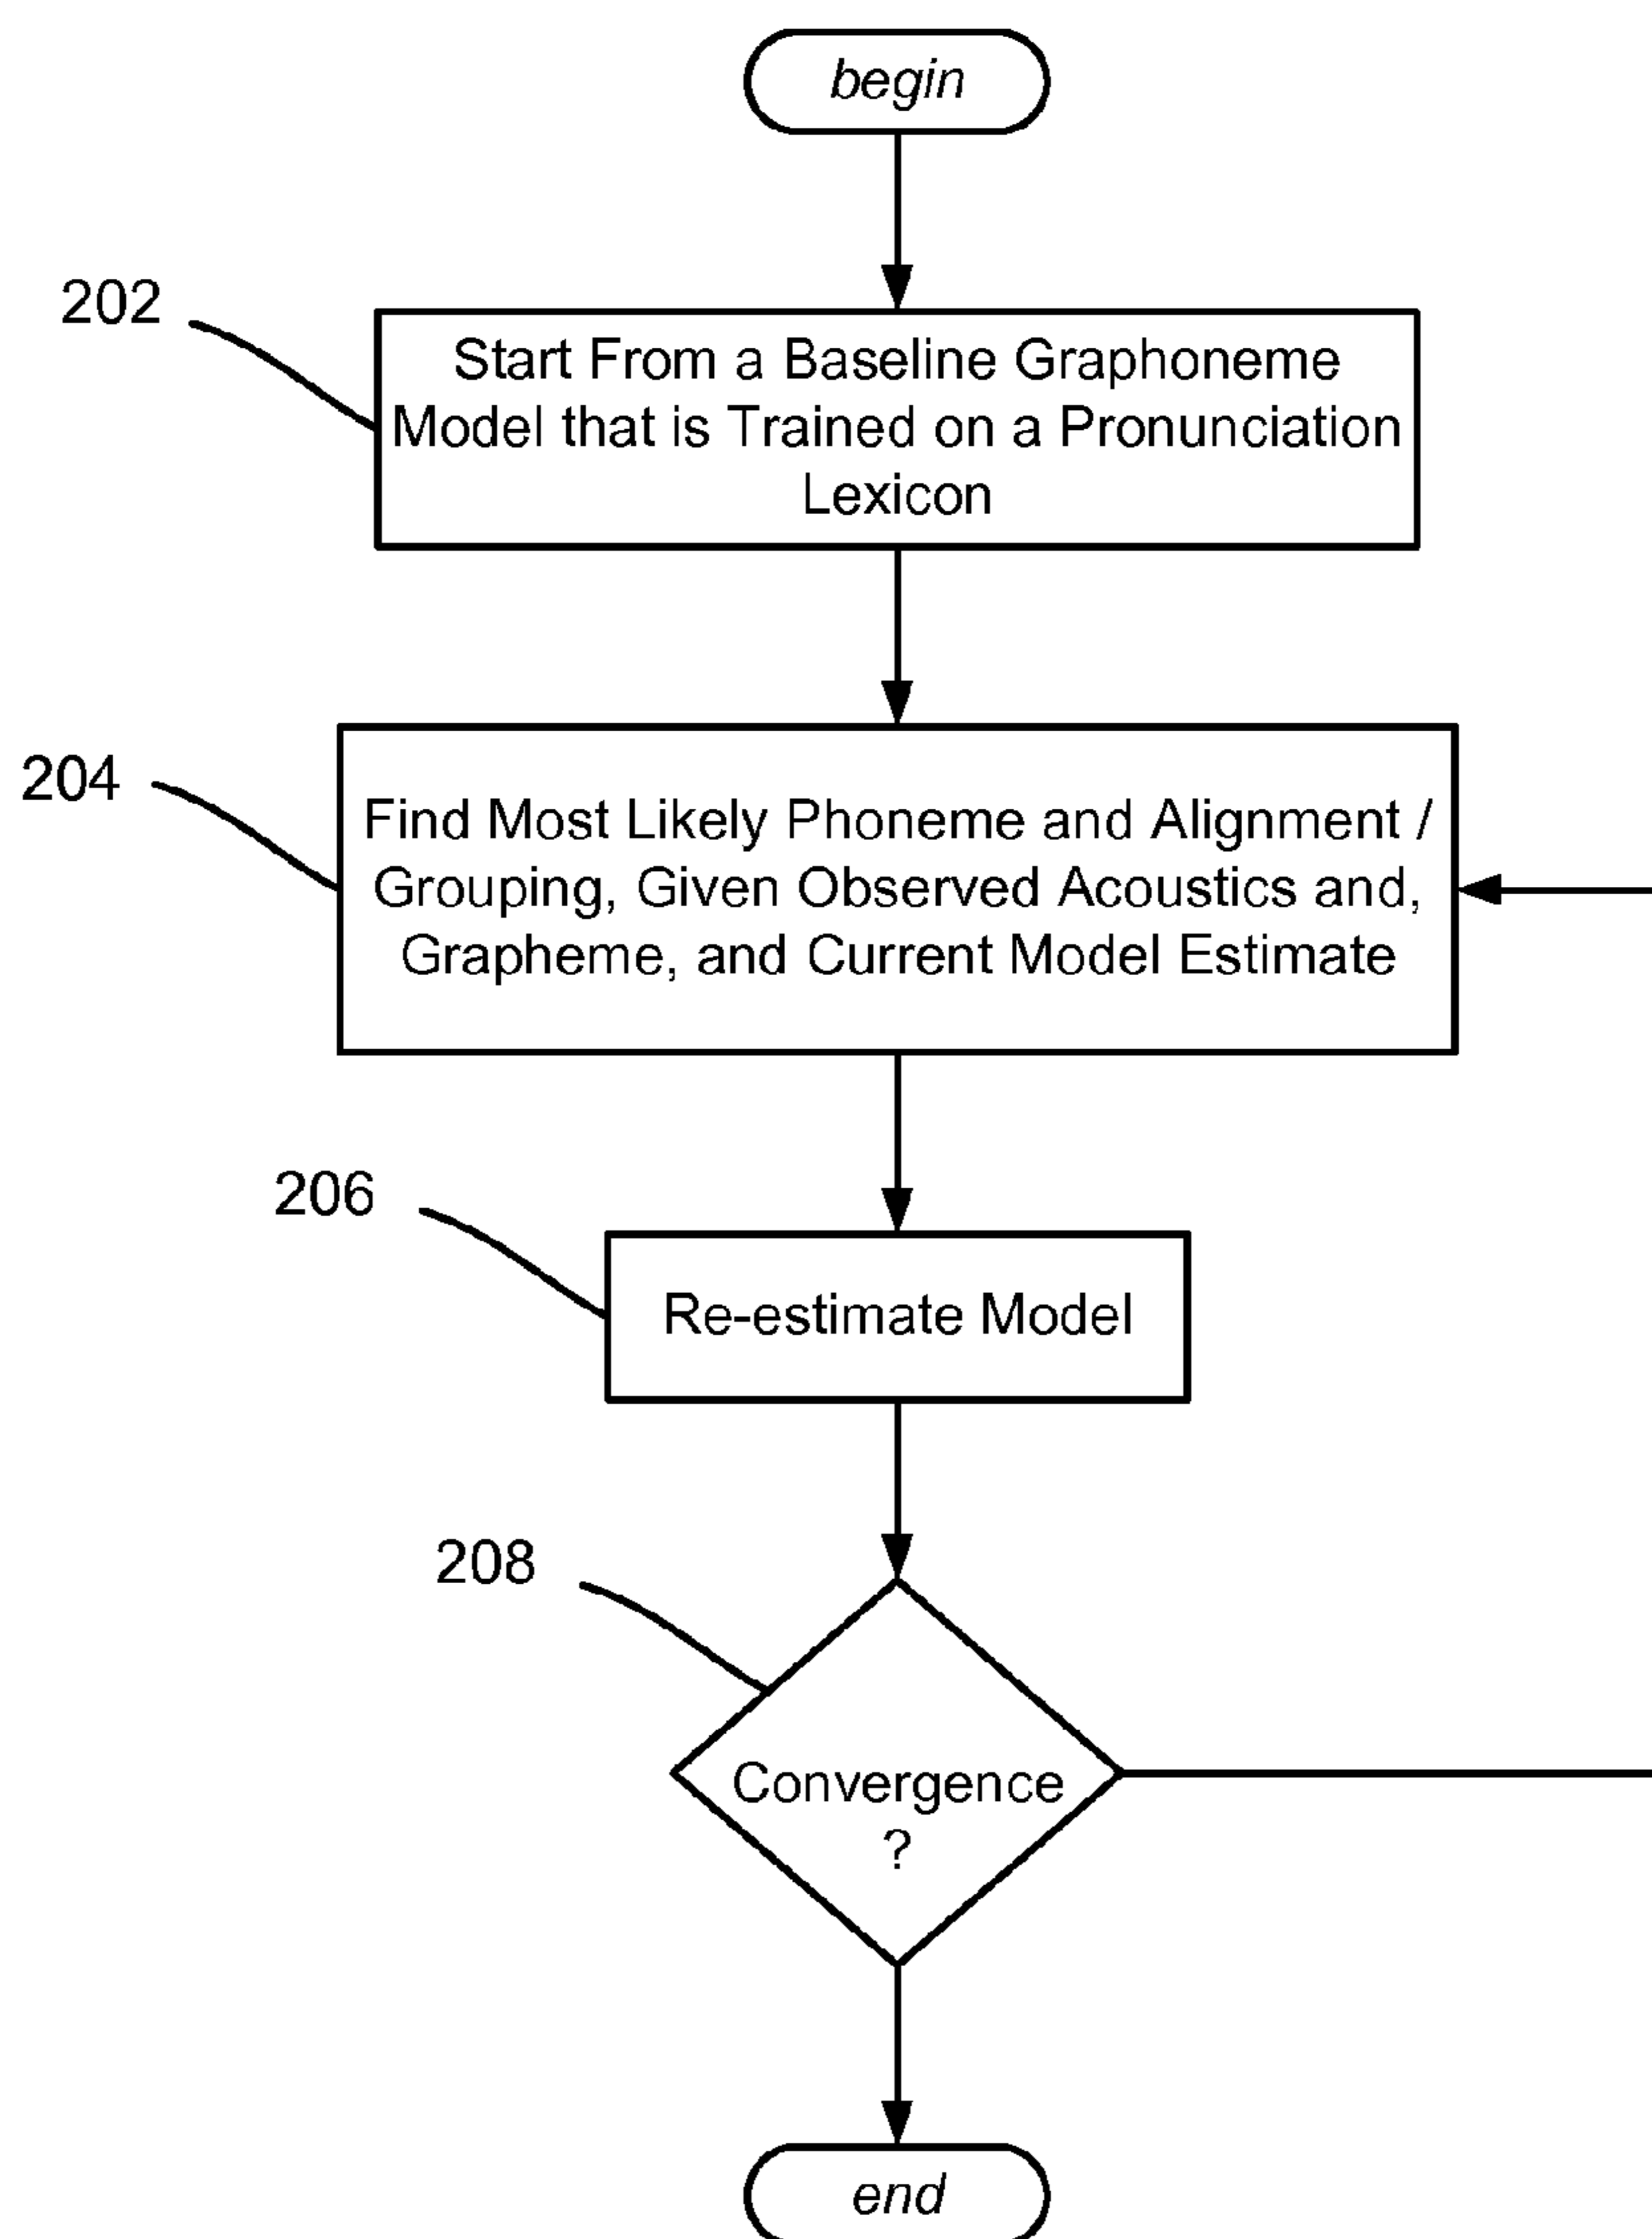 begin
202
Start From a Baseline Graphoneme
Model that is Trained on a Pronunciation
Lexicon
204
Find Most Likely Phoneme and Alignment /
Grouping, Given Observed Acoustics and,
Grapheme, and Current Model Estimate
206
Re-estimate Model
208
Convergence
?
end